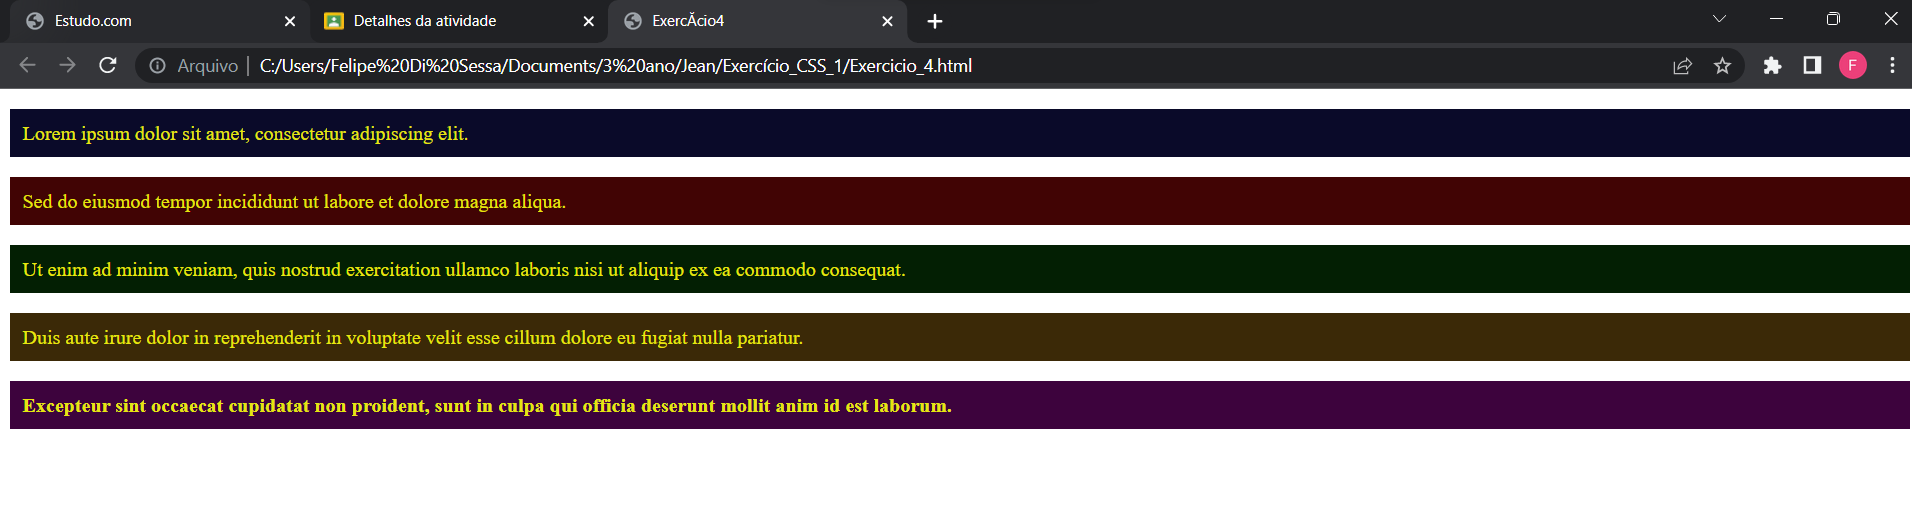 Estudo.com
Detalhes da atividade
ExercĂcio4
Arquivo
C:/Users/Felipe%20Di%20Sessa/Documents/3%20ano/Jean/Exercício_CSS_1/Exercicio_4.html
F
Lorem ipsum dolor sit amet, consectetur adipiscing elit.
Sed do eiusmod tempor incididunt ut labore et dolore magna aliqua.
Ut enim ad minim veniam, quis nostrud exercitation ullamco laboris nisi ut aliquip ex ea commodo consequat.
Duis aute irure dolor in reprehenderit in voluptate velit esse cillum dolore eu fugiat nulla pariatur.
Excepteur sint occaecat cupidatat non proident, sunt in culpa qui officia deserunt mollit anim id est laborum.